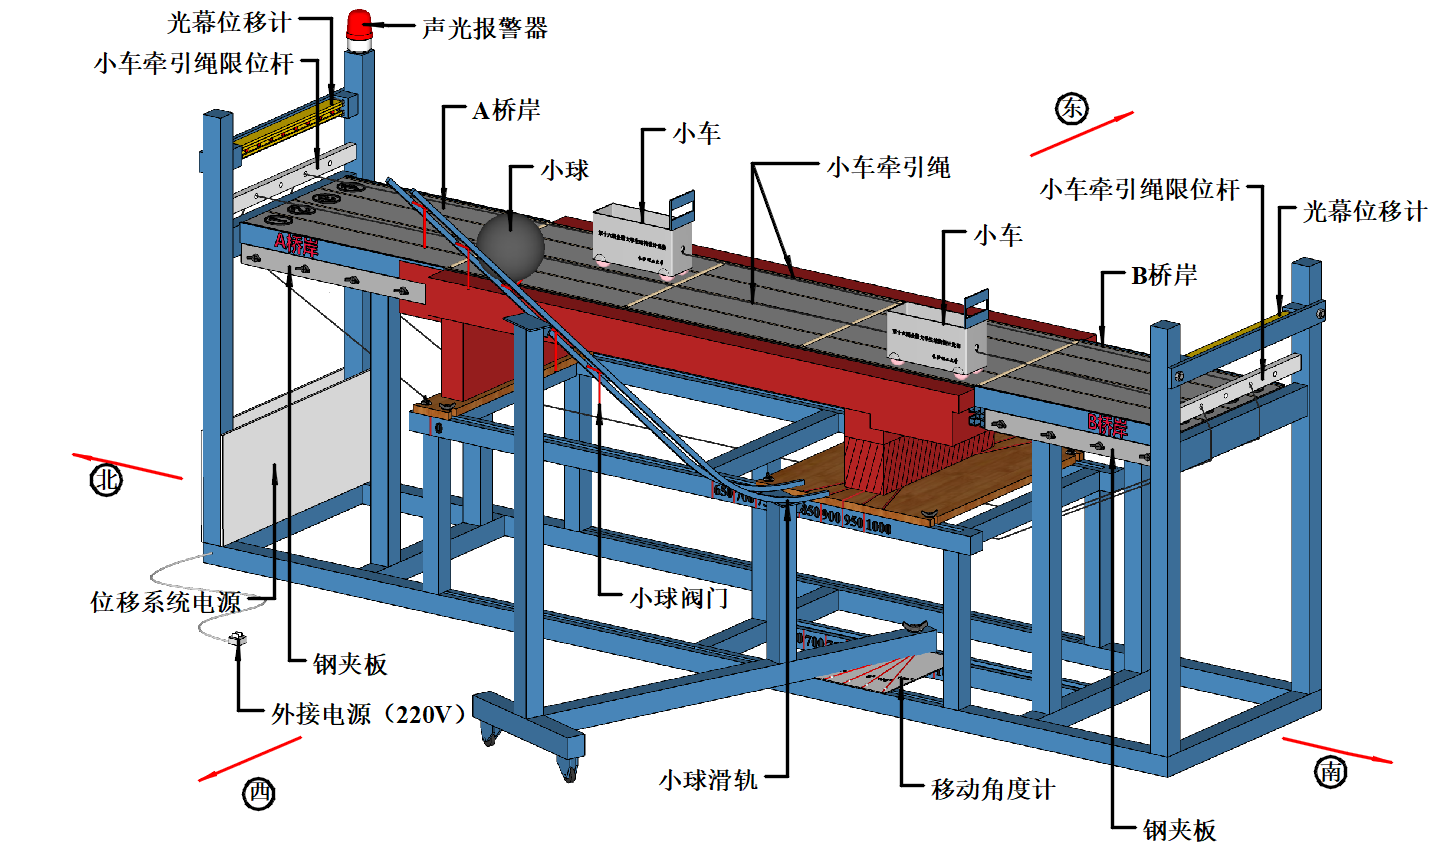 光幕位移计
声光报警器
小车牵引绳限位杆
A桥岸
小车
小球
小车牵引绳
东
小车牵引绳限位杆
光幕位移计
小车
B桥岸
A桥岸
B桥岸
北
0
650
700
850
900
950
1000
位移系统电源
小球阀门
700
钢夹板
外接电源（220V）
西
小球滑轨
移动角度计
南
钢夹板